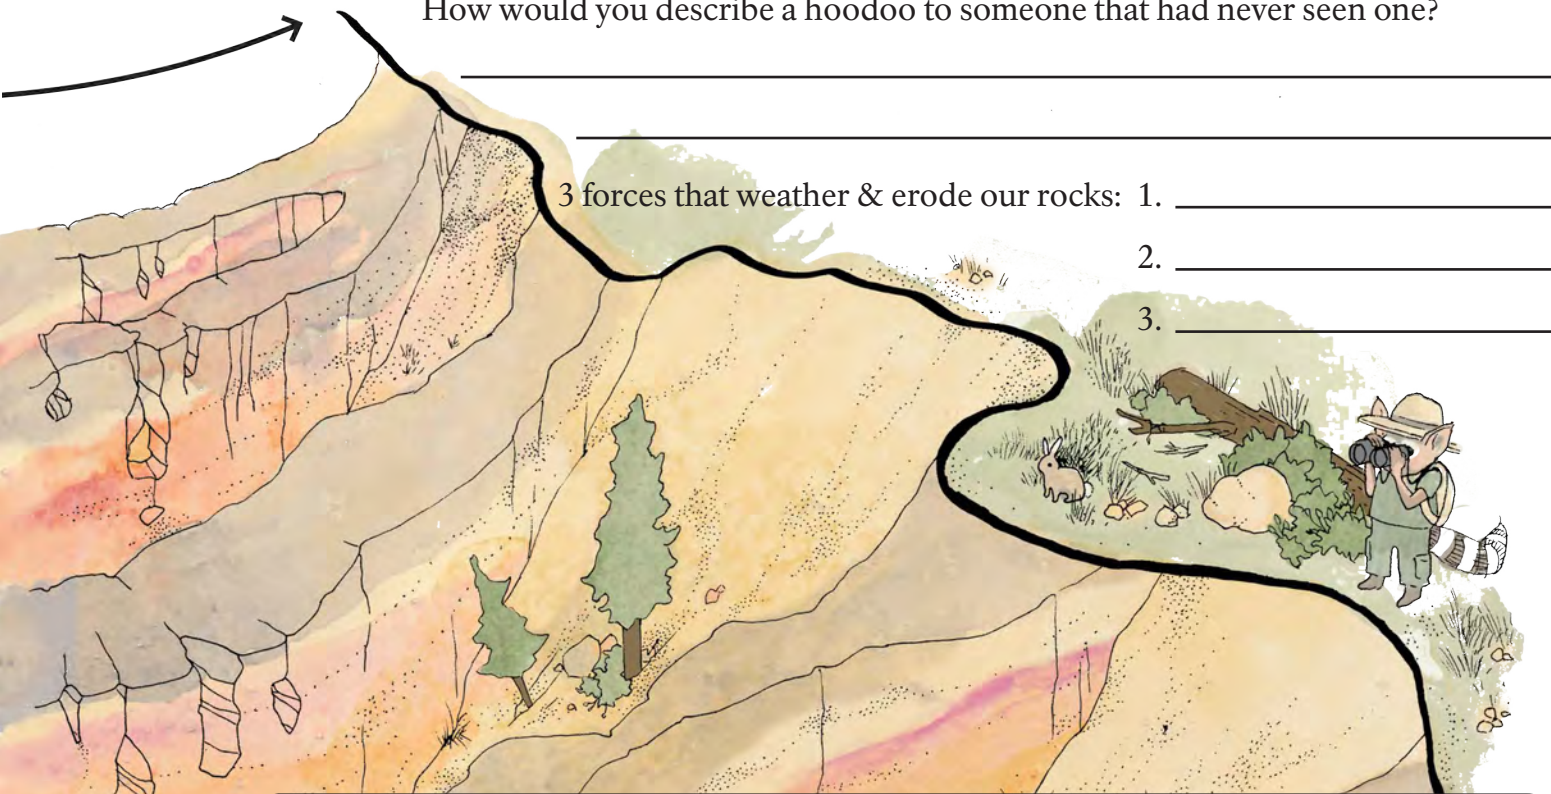 How would you describe a hoodoo to someone that had never seen one?
3 forces that weather & erode our rocks: 1.
2.
3.